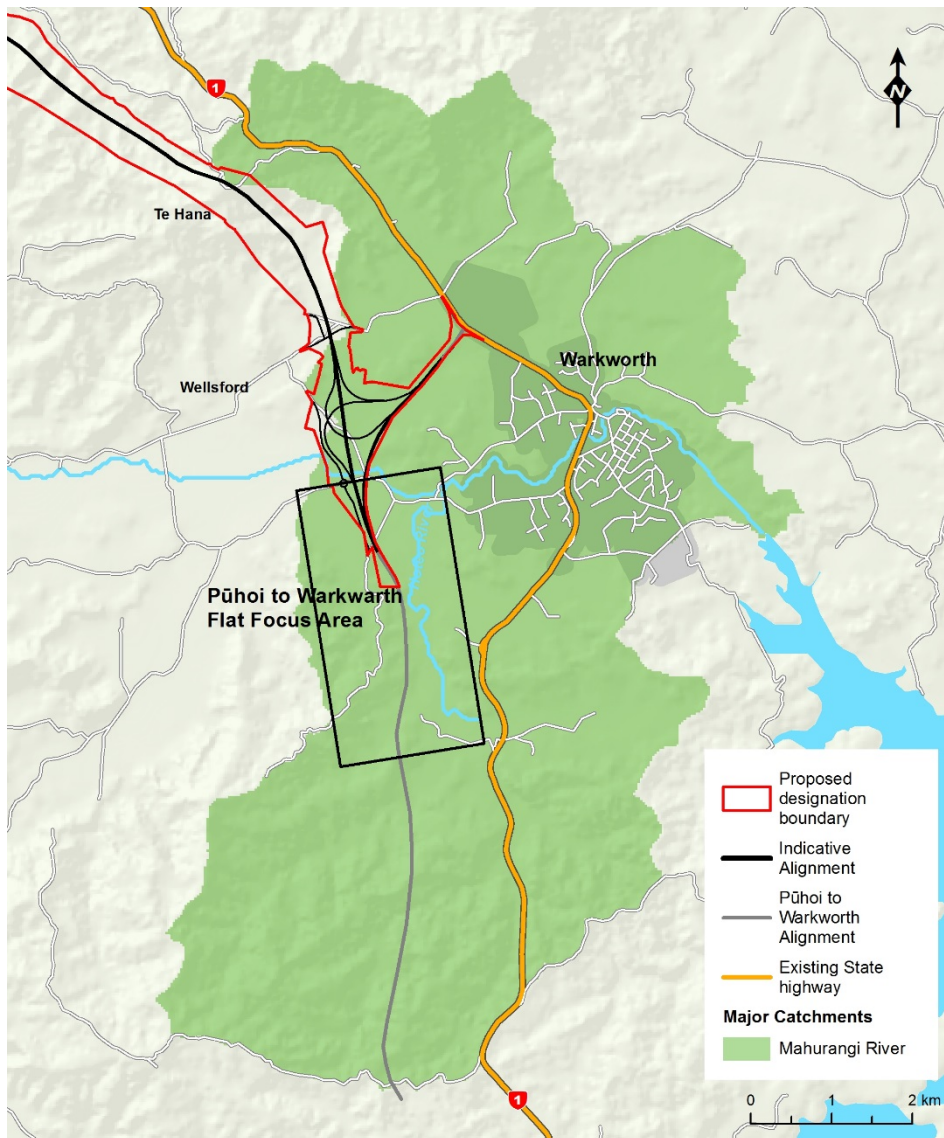 1
N
Te Hana
Warkworth
Wellsford
Pūhoi to Warkwarth
Flat Focus Area
Proposed
designation
boundary
Indicative
Alignment
Pūhoi to
Warkworth
Alignment
Existing State
highway
Major Catchments
Mahurangi River
1
0 1 2 km